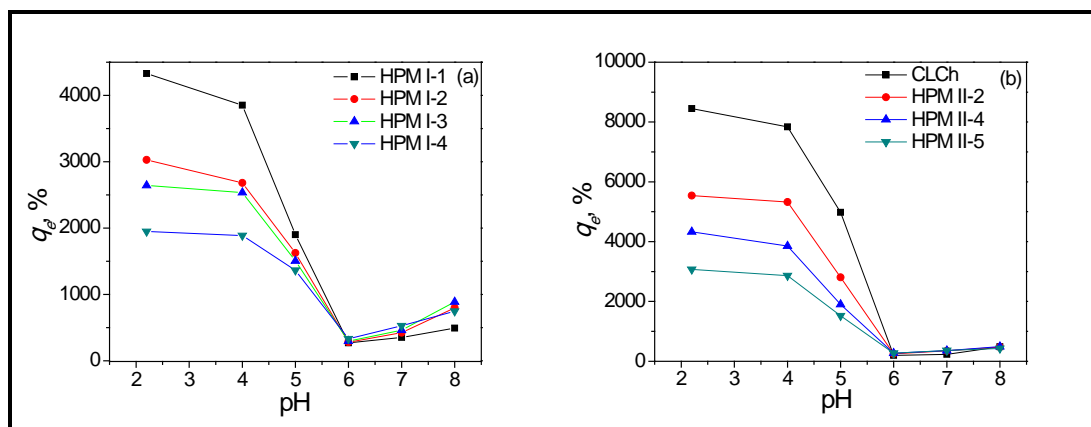 HPM I-1
(a)
HPM I-2
HPM I-3
HPM I-4
4000
3000
2000
1000
0
qe, %
2 3 4 5 6 7 8
pH
CLCh
(b)
HPM II-2
HPM II-4
HPM II-5
10000
8000
6000
4000
2000
0
qe, %
2 3 4 5 6 7 8
pH